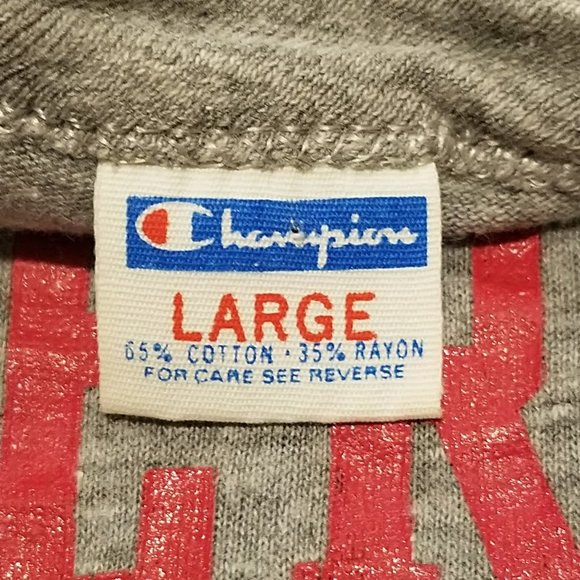 Champion
LARGE
65% COTTON · 35% RAYON
FOR CARE SEE REVERSE